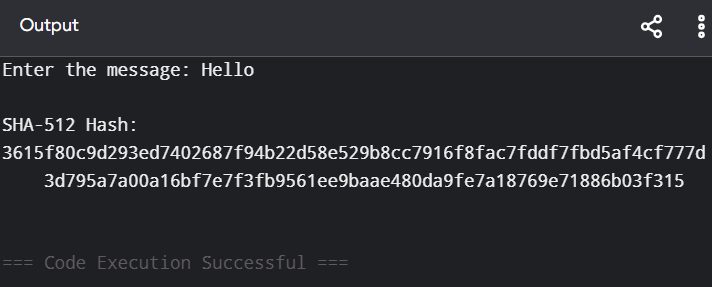 Output
Enter the message: Hello
SHA-512 Hash:
3615f80c9d293ed7402687f94b22d58e529b8cc7916f8fac7fddf7fbd5af4cf777d
3d795a7a00a16bf7e7f3fb9561ee9baae480da9fe7a18769e71886b03f315
=== Code Execution Successful ===